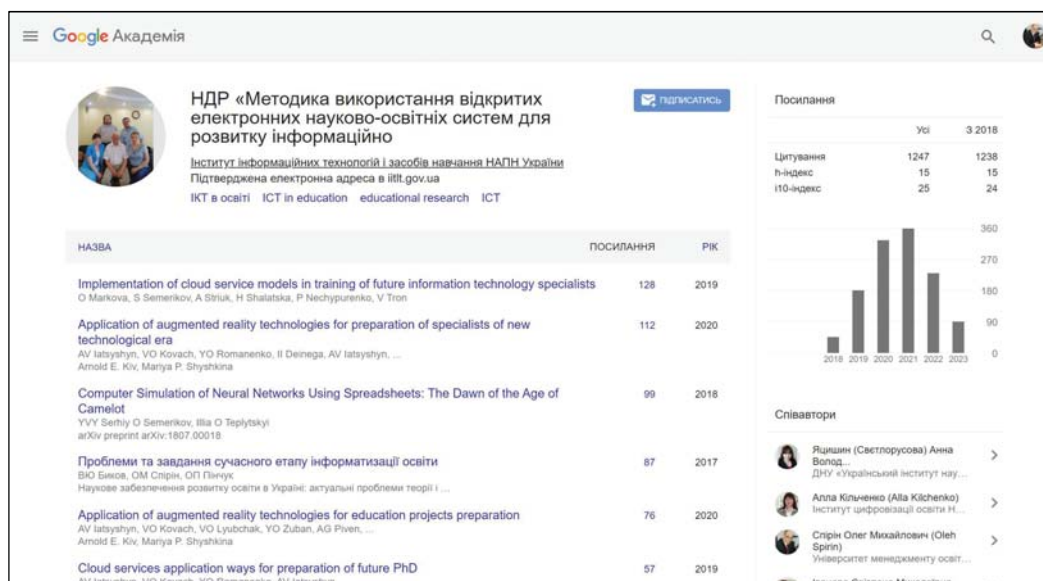 Google Академія
НДР «Методика використання відкритих
електронних науково-освітніх систем для
розвитку інформаційно
Інститут інформаційних технологій і засобів навчання НАПН України
Підтверджена електронна адреса в iitlt.gov.ua
ІКТ в освіті ICT in education educational research ICT
ПІДПИСАТИСЬ
НАЗВА ПОСИЛАННЯ РІК
Implementation of cloud service models in training of future information technology specialists 128 2019
O Markova, S Semerikov, A Striuk, H Shalatska, P Nechypurenko, V Tron
Application of augmented reality technologies for preparation of specialists of new 112 2020
technological era
AV Iatsyshyn, VO Kovach, YO Romanenko, II Deinega, AV Iatsyshyn, ...
Arnold E. Kiv, Mariya P. Shyshkina
Computer Simulation of Neural Networks Using Spreadsheets: The Dawn of the Age of 99 2018
Camelot
YVY Serhiy O Semerikov, Illia O Teplytskyi
arXiv preprint arXiv:1807.00018
Проблеми та завдання сучасного етапу інформатизації освіти 87 2017
ВЮ Биков, ОМ Спірін, ОП Пінчук
Наукове забезпечення розвитку освіти в Україні: актуальні проблеми теорії і ...
Application of augmented reality technologies for education projects preparation 76 2020
AV Iatsyshyn, VO Kovach, VO Lyubchak, YO Zuban, AG Piven, ...
Arnold E. Kiv, Mariya P. Shyshkina
Cloud services application ways for preparation of future PhD 57 2019
Посилання
Усі З 2018
Цитування 1247 1238
h-індекс 15 15
i10-індекс 25 24
360
270
180
90
0
2018 2019 2020 2021 2022 2023
Співавтори
Яцишин (Светлорусова) Анна
Волод...
ДНУ «Український інститут нау...
Алла Кільченко (Alla Kilchenko)
Інститут цифровізації освіти Н...
Спірін Олег Михайлович (Oleh
Spirin)
Університет менеджменту освіт...